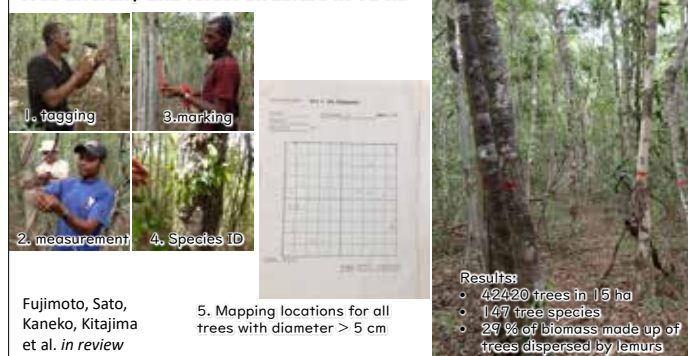 1. tagging
3.marking
2. measurement
4. Species ID
Fujimoto, Sato,
Kaneko, Kitajima
et al. in review
5. Mapping locations for all
trees with diameter > 5 cm
Results:
• 42420 trees in 15 ha
• 147 tree species
• 29 % of biomass made up of
trees dispersed by lemurs